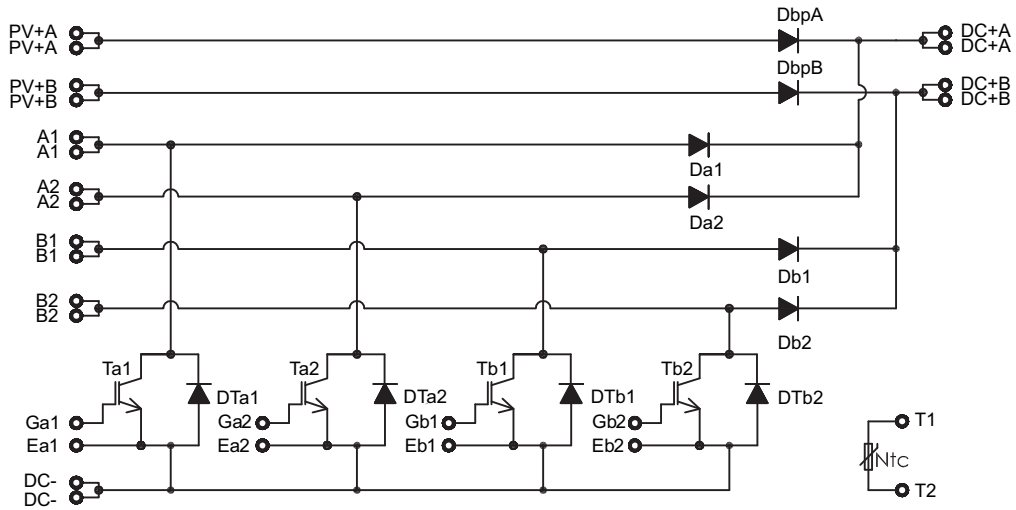 DbpA
PV+A
PV+A
DC+A
DC+A
DbpB
PV+B
PV+B
DC+B
DC+B
A1
A1
Da1
A2
A2
Da2
B1
B1
Db1
B2
B2
Db2
Ta1
Ta2
Tb1
Tb2
DTa1
DTa2
DTb1
DTb2
Ga1
Ga2
Gb1
Gb2
T1
Ea1
Ea2
Eb1
Eb2
Ntc
DC-
DC-
T2